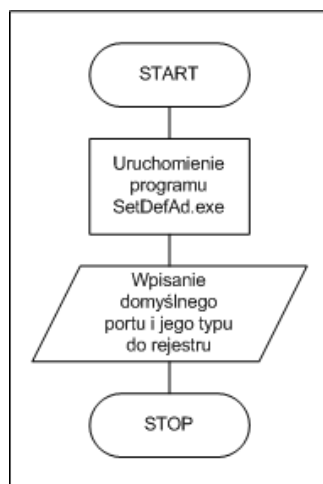 START
Uruchomienie
programu
SetDefAd.exe
Wpisanie
domyślnego
portu i jego typu
do rejestru
STOP